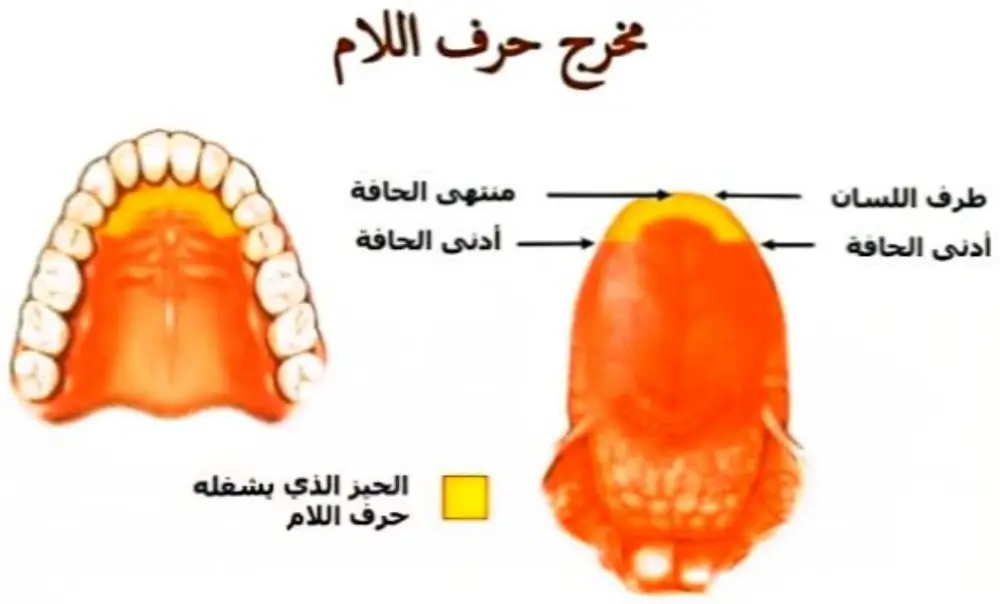 مخرج حرف اللام
طرف اللسان
منتهى الحافة
أدنى الحافة
أدنى الحافة
الحيز الذي يشغله
حرف اللام